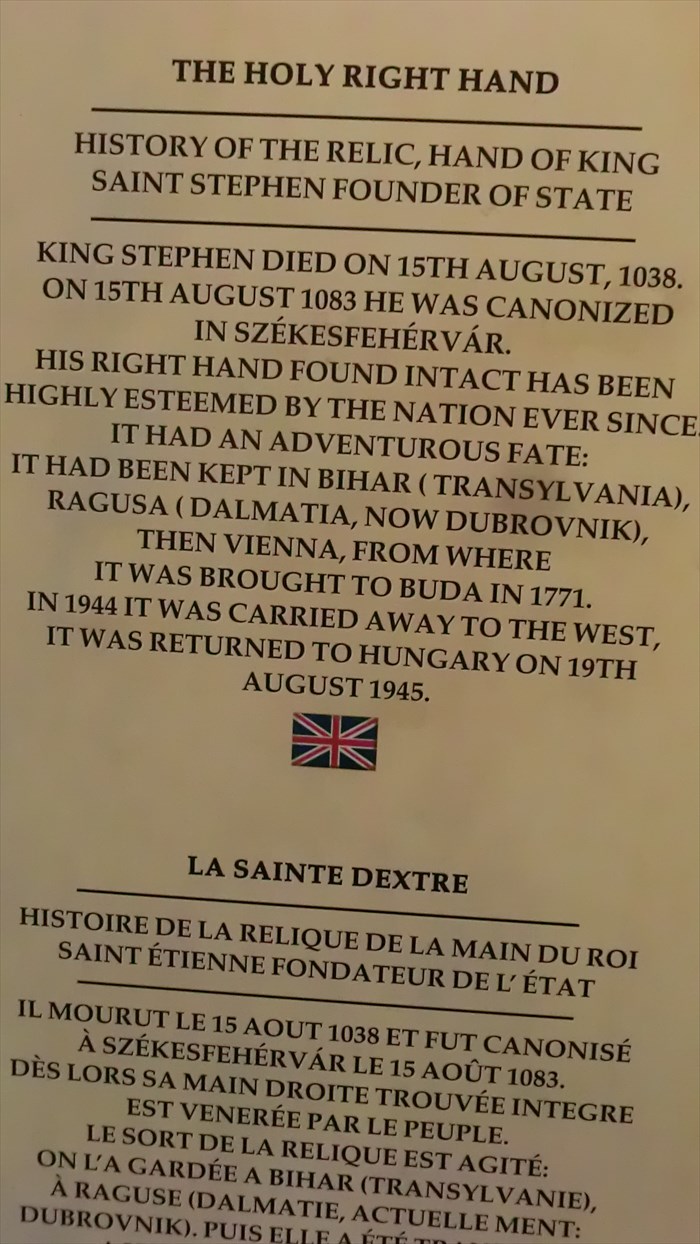 THE HOLY RIGHT HAND
HISTORY OF THE RELIC, HAND OF KING
SAINT STEPHEN FOUNDER OF STATE
KING STEPHEN DIED ON 15TH AUGUST, 1038.
ON 15TH AUGUST 1083 HE WAS CANONIZED
IN SZÉKESFEHÉRVÁR.
HIS RIGHT HAND FOUND INTACT HAS BEEN
HIGHLY ESTEEMED BY THE NATION EVER SINCE.
IT HAD AN ADVENTUROUS FATE:
IT HAD BEEN KEPT IN BIHAR ( TRANSYLVANIA),
RAGUSA ( DALMATIA, NOW DUBROVNIK),
THEN VIENNA, FROM WHERE
IT WAS BROUGHT TO BUDA IN 1771.
IN 1944 IT WAS CARRIED AWAY TO THE WEST,
IT WAS RETURNED TO HUNGARY ON 19TH
AUGUST 1945.
LA SAINTE DEXTRE
HISTOIRE DE LA RELIQUE DE LA MAIN DU ROI
SAINT ÉTIENNE FONDATEUR DE L' ÉTAT
IL MOURUT LE 15 AOUT 1038 ET FUT CANONISÉ
À SZÉKESFEHÉRVÁR LE 15 AOÛT 1083.
DÈS LORS SA MAIN DROITE TROUVÉE INTEGRE
EST VENERÉE PAR LE PEUPLE.
LE SORT DE LA RELIQUE EST AGITÉ:
ON L'A GARDÉE A BIHAR (TRANSYLVANIE),
À RAGUSE (DALMATIE, ACTUELLE MENT:
DUBROVNIK). PUIS ELLE A ÉTÉ